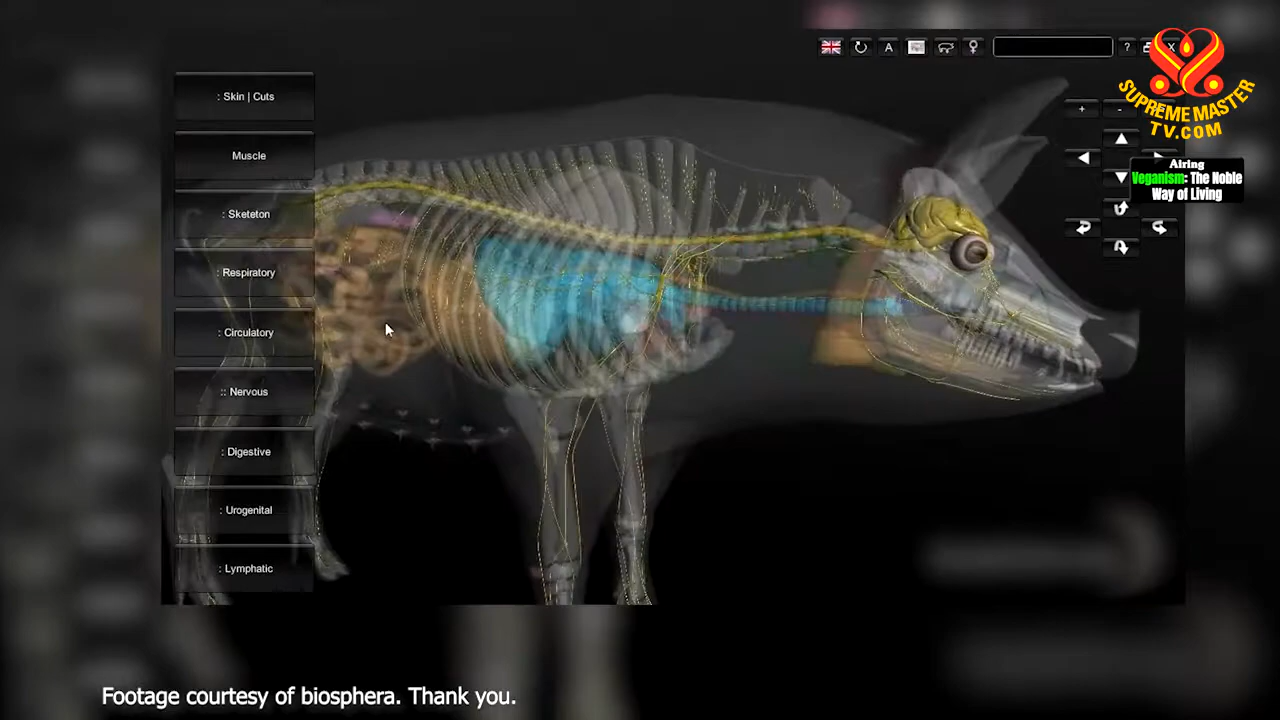 A
?
X
SUPREME MASTER
TV.COM
: Skin | Cuts
+
-
Airing
Veganism: The Noble
Way of Living
Muscle
: Skeleton
: Respiratory
: Circulatory
:: Nervous
: Digestive
: Urogenital
: Lymphatic
Footage courtesy of biosphera. Thank you.